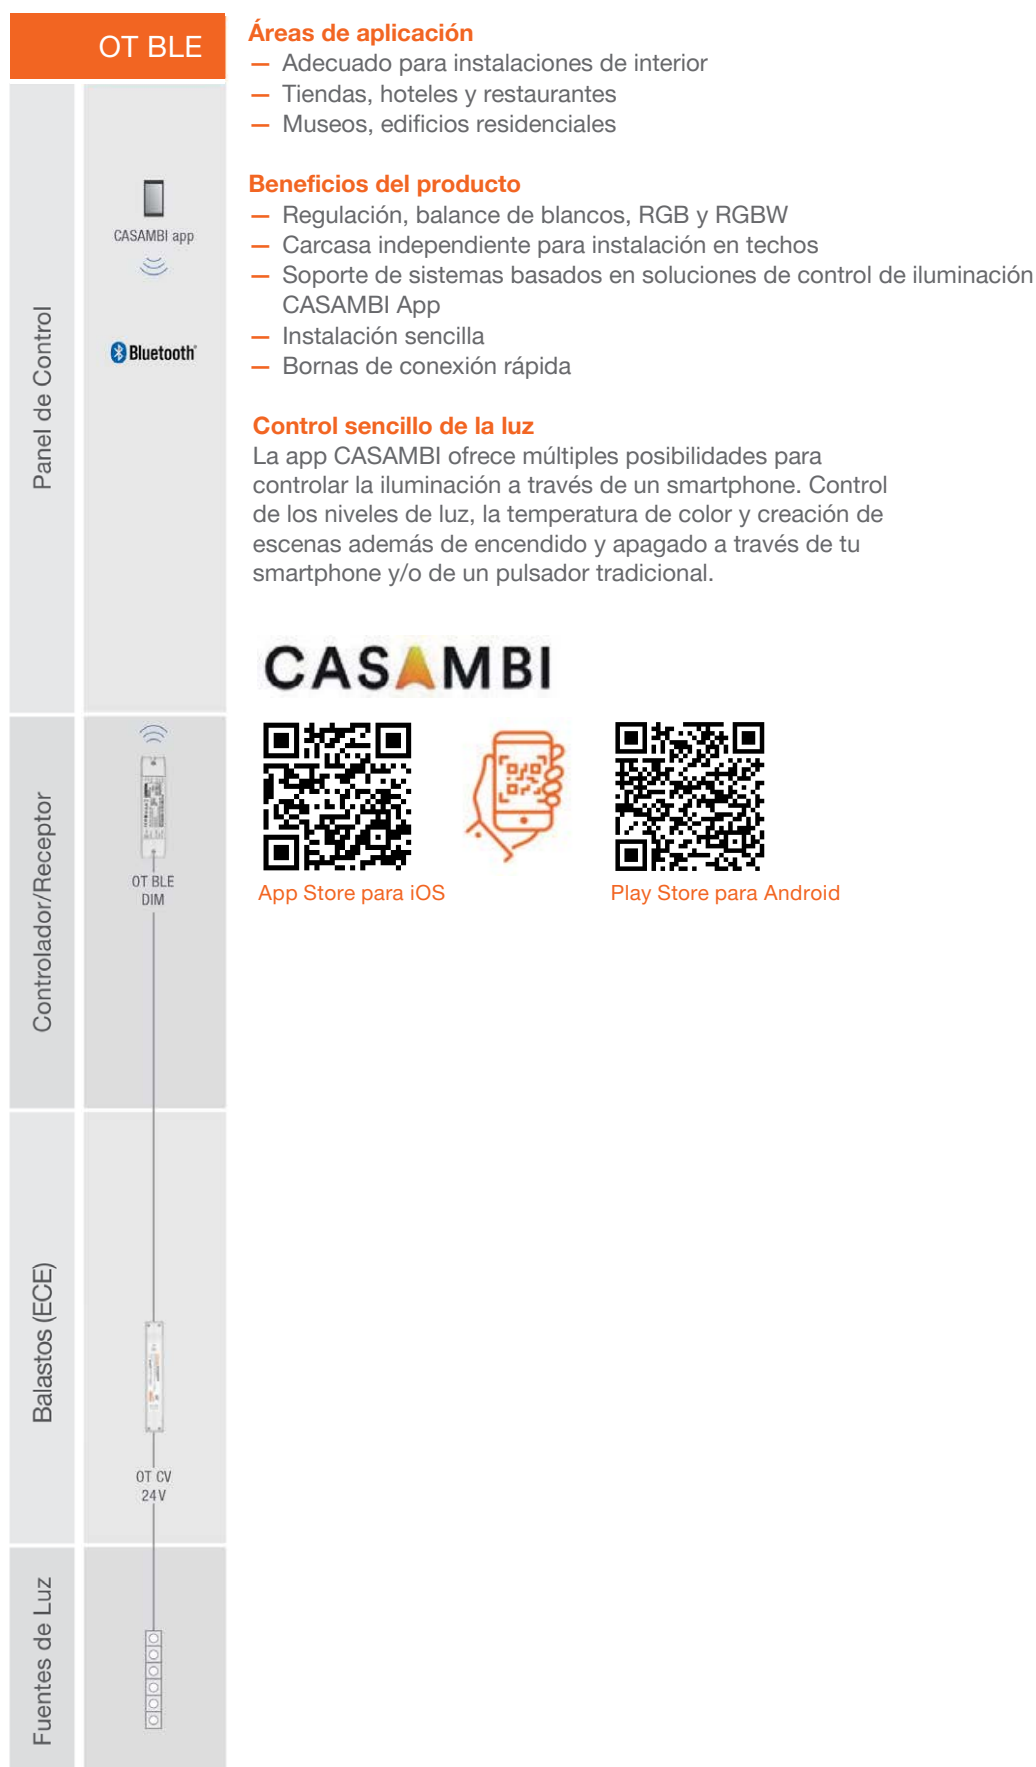 OT BLE
Panel de Control
CASAMBI app
Bluetooth®
Controlador/Receptor
OT BLE
DIM
Balastos (ECE)
OT CV
24V
Fuentes de Luz
Áreas de aplicación
— Adecuado para instalaciones de interior
— Tiendas, hoteles y restaurantes
— Museos, edificios residenciales
Beneficios del producto
— Regulación, balance de blancos, RGB y RGBW
— Carcasa independiente para instalación en techos
— Soporte de sistemas basados en soluciones de control de iluminación
CASAMBI App
— Instalación sencilla
— Bornas de conexión rápida
Control sencillo de la luz
La app CASAMBI ofrece múltiples posibilidades para
controlar la iluminación a través de un smartphone. Control
de los niveles de luz, la temperatura de color y creación de
escenas además de encendido y apagado a través de tu
smartphone y/o de un pulsador tradicional.
CASAMBI
App Store para iOS
Play Store para Android